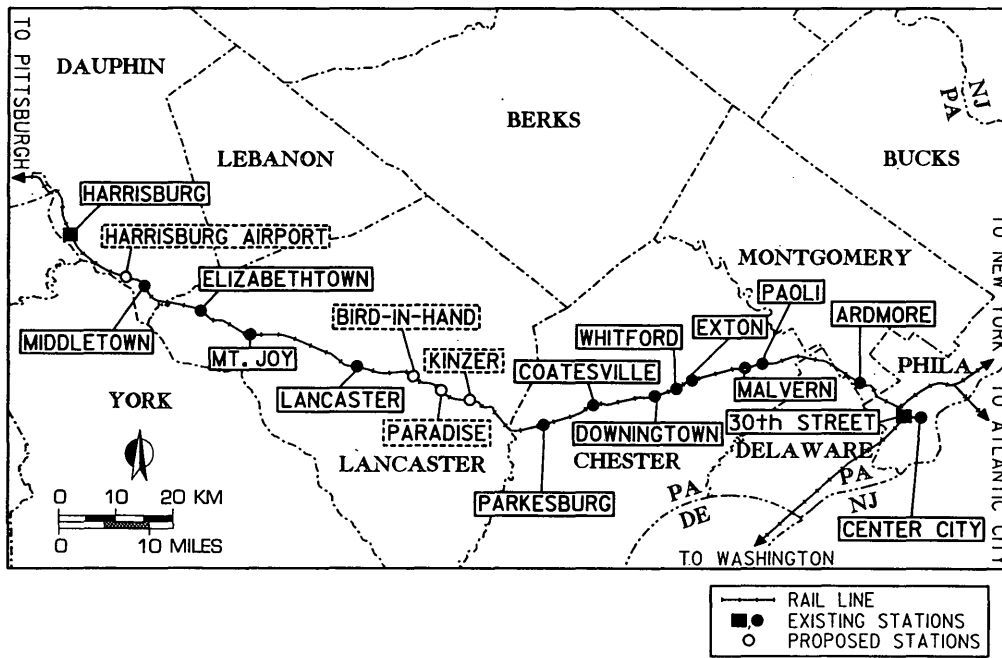 TO PITTSBURGH
DAUPHIN
LEBANON
BERKS
BUCKS
NJ
PA
HARRISBURG
HARRISBURG AIRPORT
ELIZABETHTOWN
MIDDLETOWN
MT. JOY
BIRD-IN-HAND
KINZER
LANCASTER
PARADISE
YORK
LANCASTER
MONTGOMERY
PAOLI
ARDMORE
WHITFORD
EXTON
COATESVILLE
MALVERN
PHILA
DOWNINGTOWN
30th STREET
DELAWARE
CHESTER
PARKESBURG
PA
DE
PA
NJ
CENTER CITY
TO WASHINGTON
TO NEW YORK
TO ATLANTIC CITY
0 10 20 KM
0 10 MILES
RAIL LINE
EXISTING STATIONS
PROPOSED STATIONS